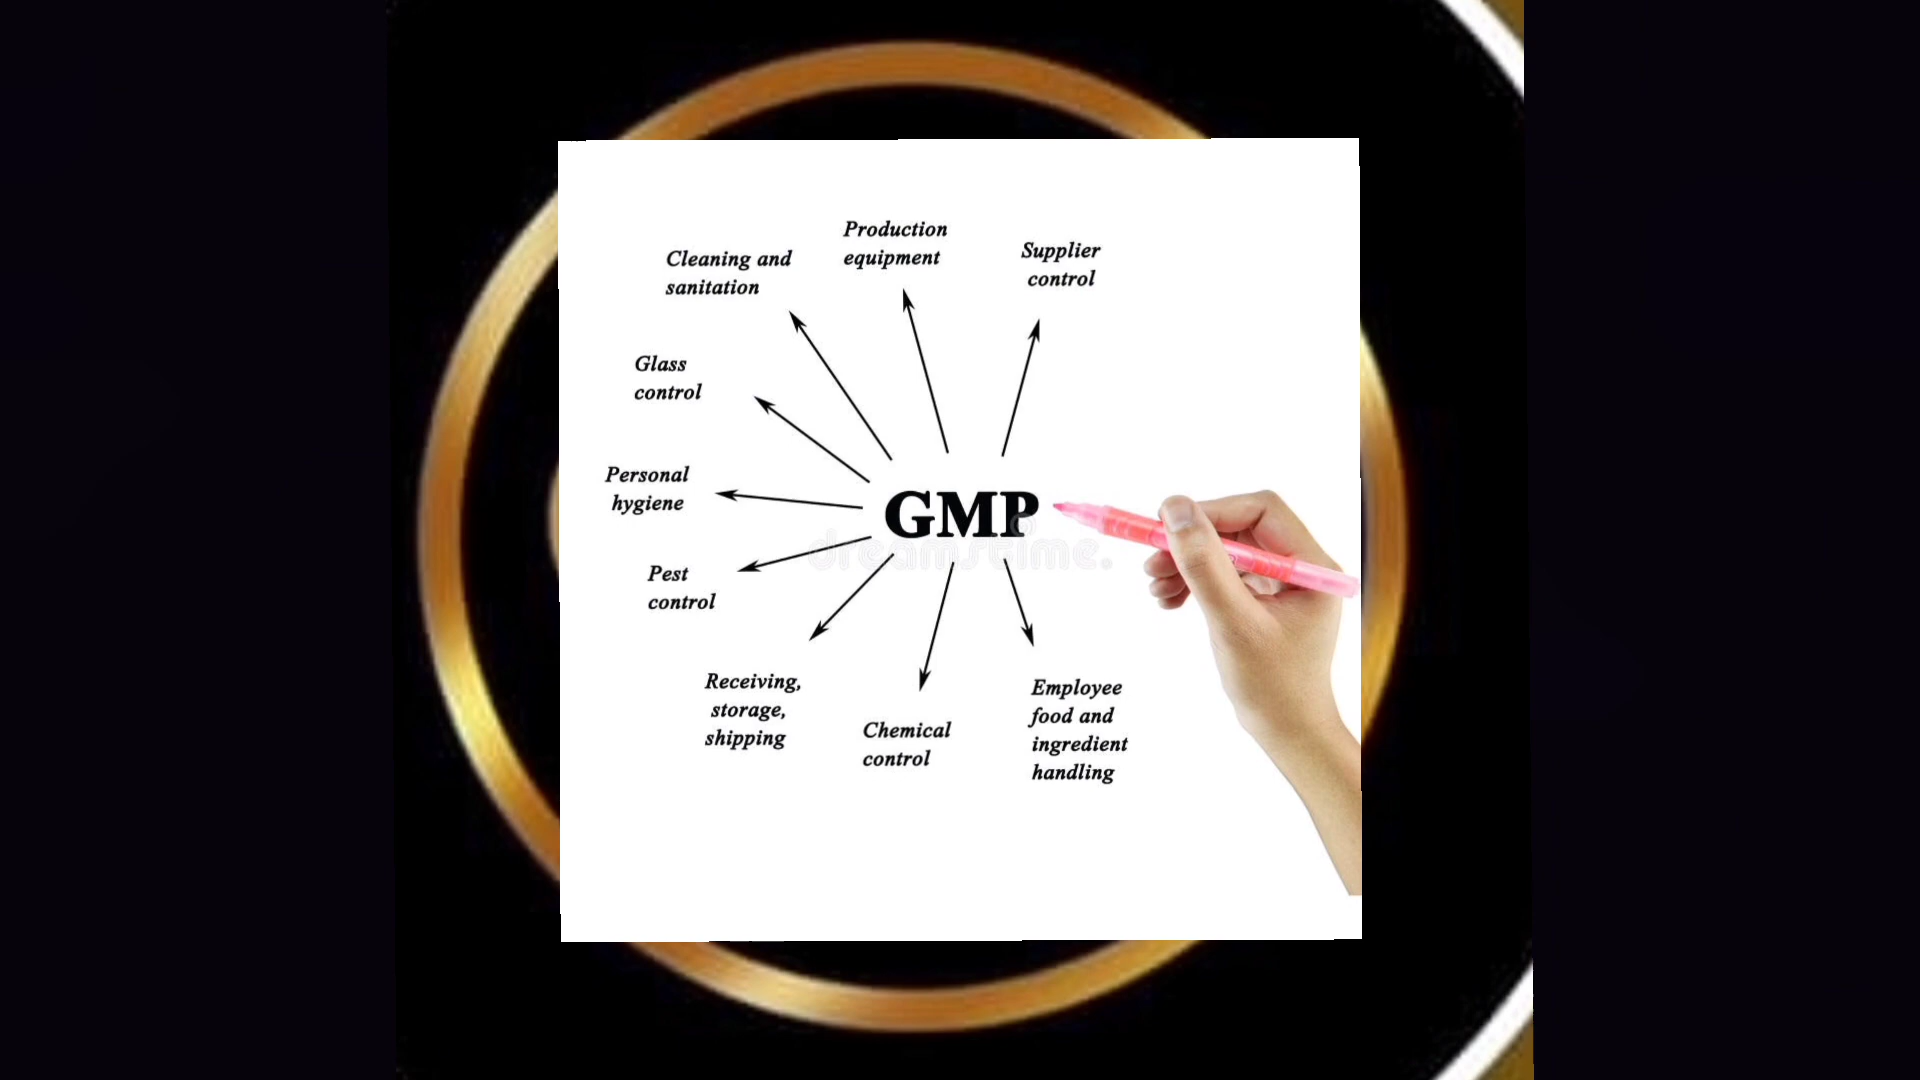 Production
equipment
Cleaning and
sanitation
Supplier
control
Glass
control
Personal
hygiene
GMP
dreamstime.
Pest
control
Receiving,
storage,
shipping
Chemical
control
Employee
food and
ingredient
handling